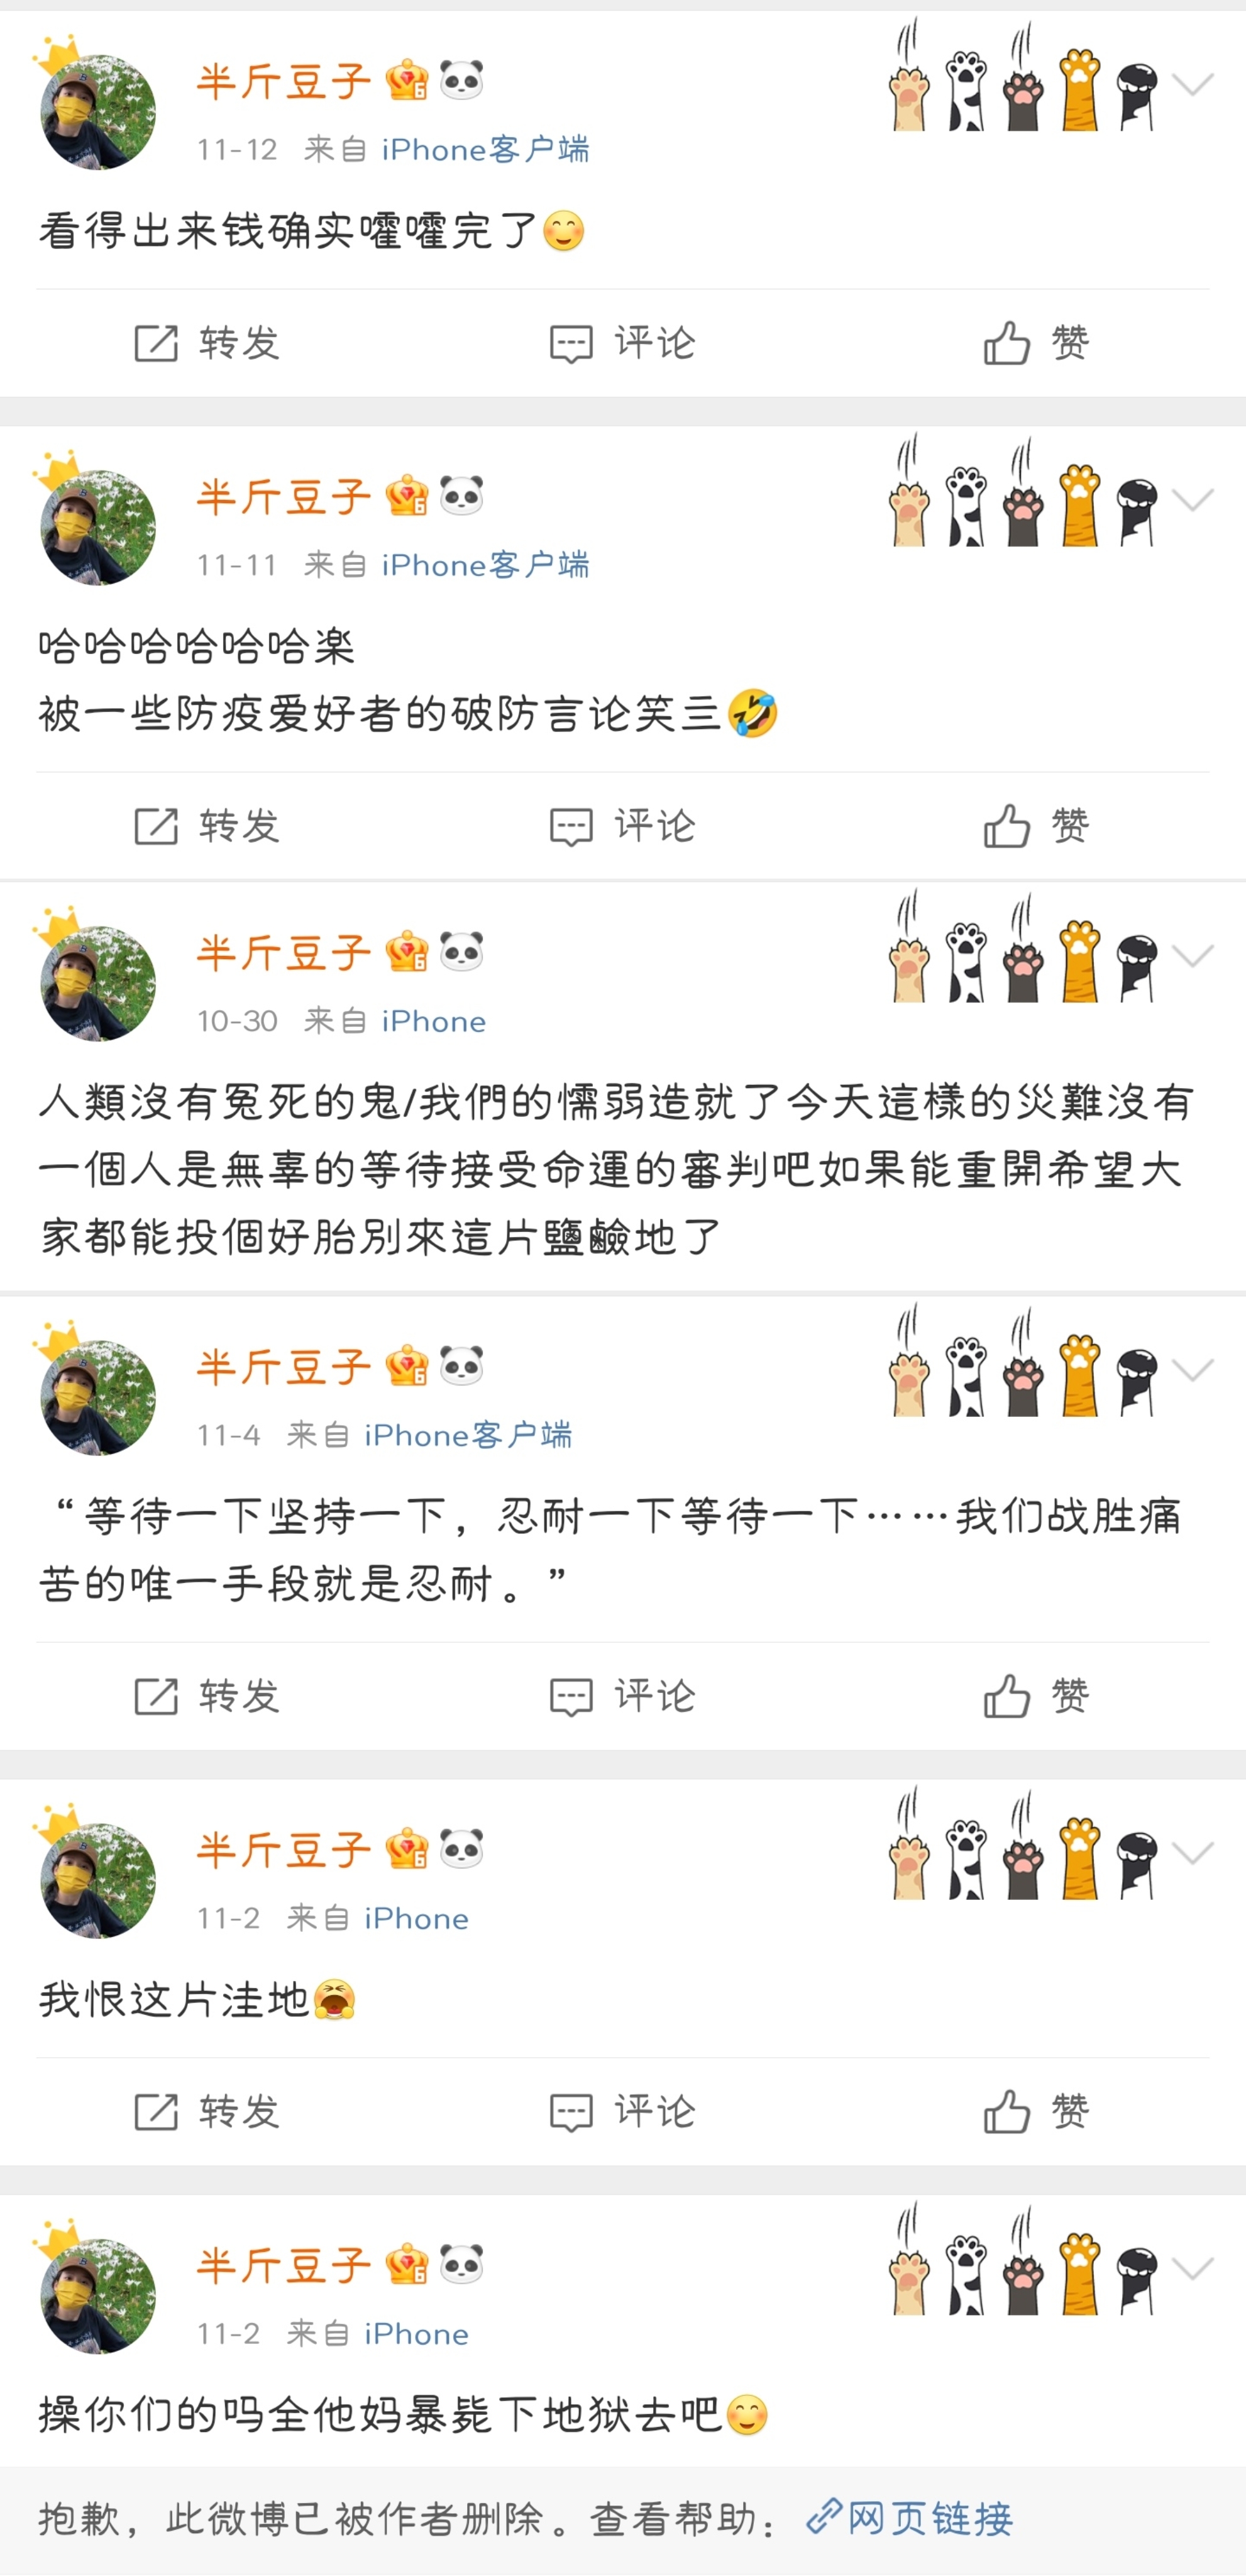 半斤豆子
11-12 来自 iPhone客户端
看得出来钱确实嚯嚯完了
转发 评论 赞
半斤豆子
11-11 来自 iPhone客户端
哈哈哈哈哈哈楽
被一些防疫爱好者的破防言论笑亖
转发 评论 赞
半斤豆子
10-30 来自 iPhone
人類沒有冤死的鬼/我們的懦弱造就了今天這樣的災難沒有
一個人是無辜的等待接受命運的審判吧如果能重開希望大
家都能投個好胎別來這片鹽鹼地了
半斤豆子
11-4 来自 iPhone客户端
“等待一下坚持一下，忍耐一下等待一下……我们战胜痛
苦的唯一手段就是忍耐。”
转发 评论 赞
半斤豆子
11-2 来自 iPhone
我恨这片洼地
转发 评论 赞
半斤豆子
11-2 来自 iPhone
操你们的吗全他妈暴毙下地狱去吧
抱歉，此微博已被作者删除。查看帮助：网页链接